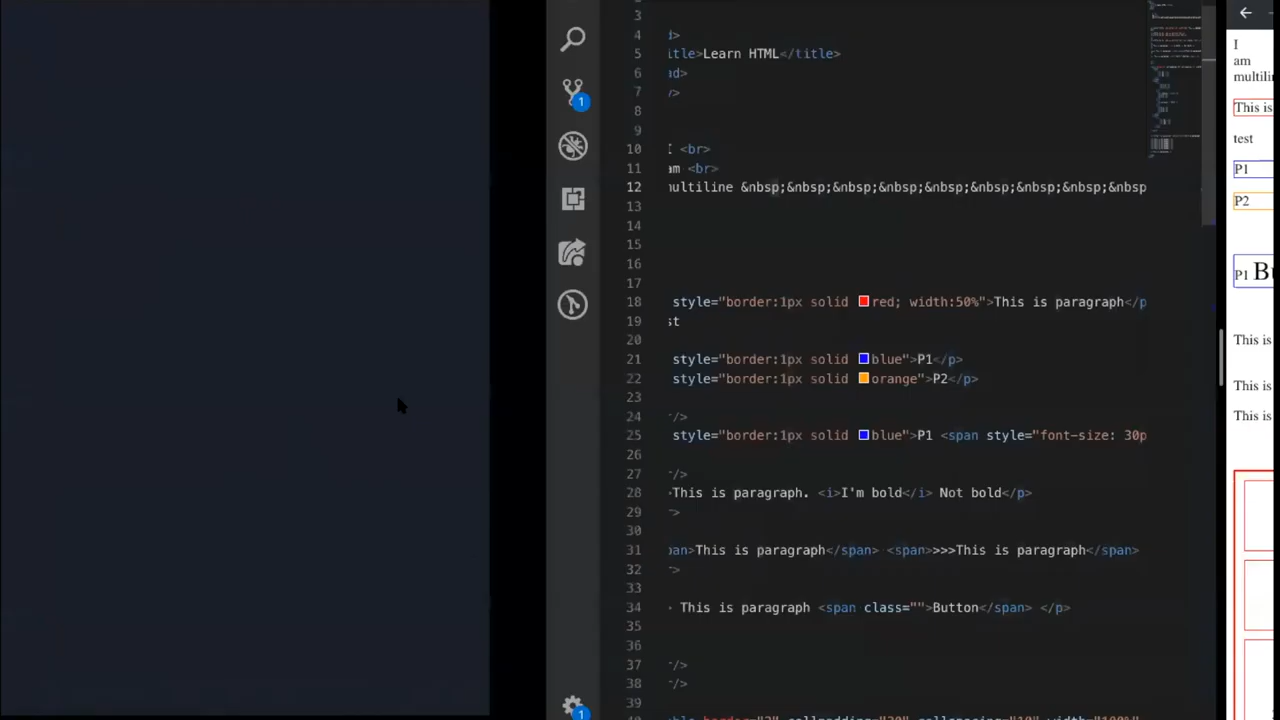 3
4 d>
5 itle>Learn HTML</title>
6 ad>
7 />
8
9
10 I <br>
11 am <br>
12 multiline &nbsp;&nbsp;&nbsp;&nbsp;&nbsp;&nbsp;&nbsp;&nbsp;&nbsp
13
14
15
16
17
18 style="border:1px solid red; width:50%">This is paragraph</p
19 st
20
21 style="border:1px solid blue">P1</p>
22 style="border:1px solid orange">P2</p>
23
24 />
25 style="border:1px solid blue">P1 <span style="font-size: 30p
26
27 />
28 This is paragraph. <i>I'm bold</i> Not bold</p>
29 >
30
31 pan>This is paragraph</span> <span>>>>This is paragraph</span>
32 >
33
34 This is paragraph <span class="">Button</span> </p>
35
36
37 />
38 />
39
1
1
I
am
multili
This is
test
P1
P2
P1 Bu
This is
This is
This is